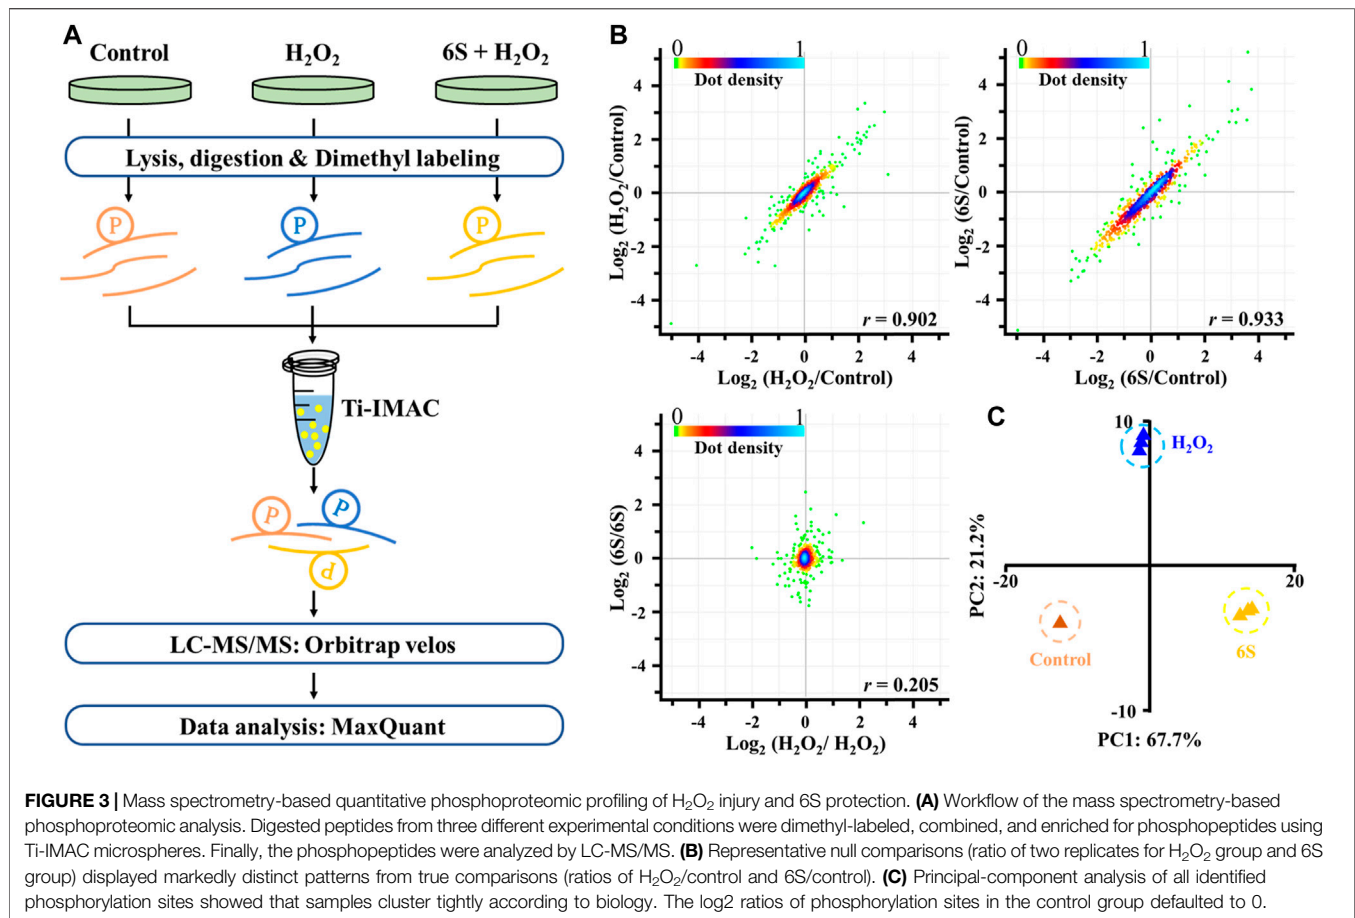 A
Control
H₂O₂
6S + H₂O₂
Lysis, digestion & Dimethyl labeling
P
P
P
Ti-IMAC
P
P
P
LC-MS/MS: Orbitrap velos
Data analysis: MaxQuant
B
0
1
Dot density
4
2
0
-2
-4
Log₂ (H₂O₂/Control)
r = 0.902
-4
-2
0
2
4
Log₂ (H₂O₂/Control)
0
1
Dot density
4
2
0
-2
-4
Log₂ (6S/Control)
r = 0.933
-4
-2
0
2
4
Log₂ (6S/Control)
0
1
Dot density
4
2
0
-2
-4
Log₂ (6S/6S)
r = 0.205
-4
-2
0
2
4
Log₂ (H₂O₂/ H₂O₂)
C
10
H₂O₂
PC2: 21.2%
-20
20
Control
6S
-10
PC1: 67.7%
FIGURE 3 | Mass spectrometry-based quantitative phosphoproteomic profiling of H₂O₂ injury and 6S protection. (A) Workflow of the mass spectrometry-based
phosphoproteomic analysis. Digested peptides from three different experimental conditions were dimethyl-labeled, combined, and enriched for phosphopeptides using
Ti-IMAC microspheres. Finally, the phosphopeptides were analyzed by LC-MS/MS. (B) Representative null comparisons (ratio of two replicates for H₂O₂ group and 6S
group) displayed markedly distinct patterns from true comparisons (ratios of H₂O₂/control and 6S/control). (C) Principal-component analysis of all identified
phosphorylation sites showed that samples cluster tightly according to biology. The log2 ratios of phosphorylation sites in the control group defaulted to 0.